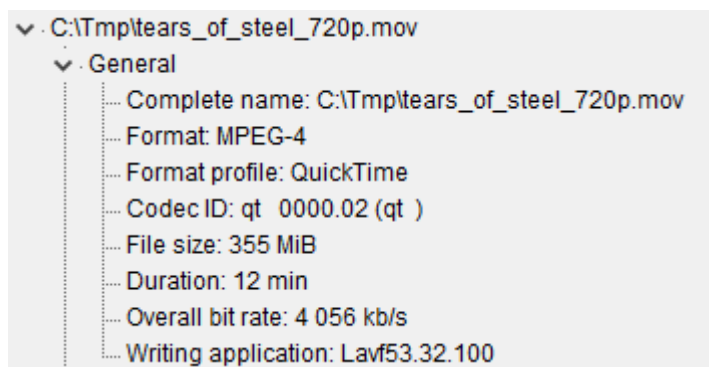 C:\Tmp\tears_of_steel_720p.mov
General
Complete name: C:\Tmp\tears_of_steel_720p.mov
Format: MPEG-4
Format profile: QuickTime
Codec ID: qt   0000.02 (qt  )
File size: 355 MiB
Duration: 12 min
Overall bit rate: 4 056 kb/s
Writing application: Lavf53.32.100